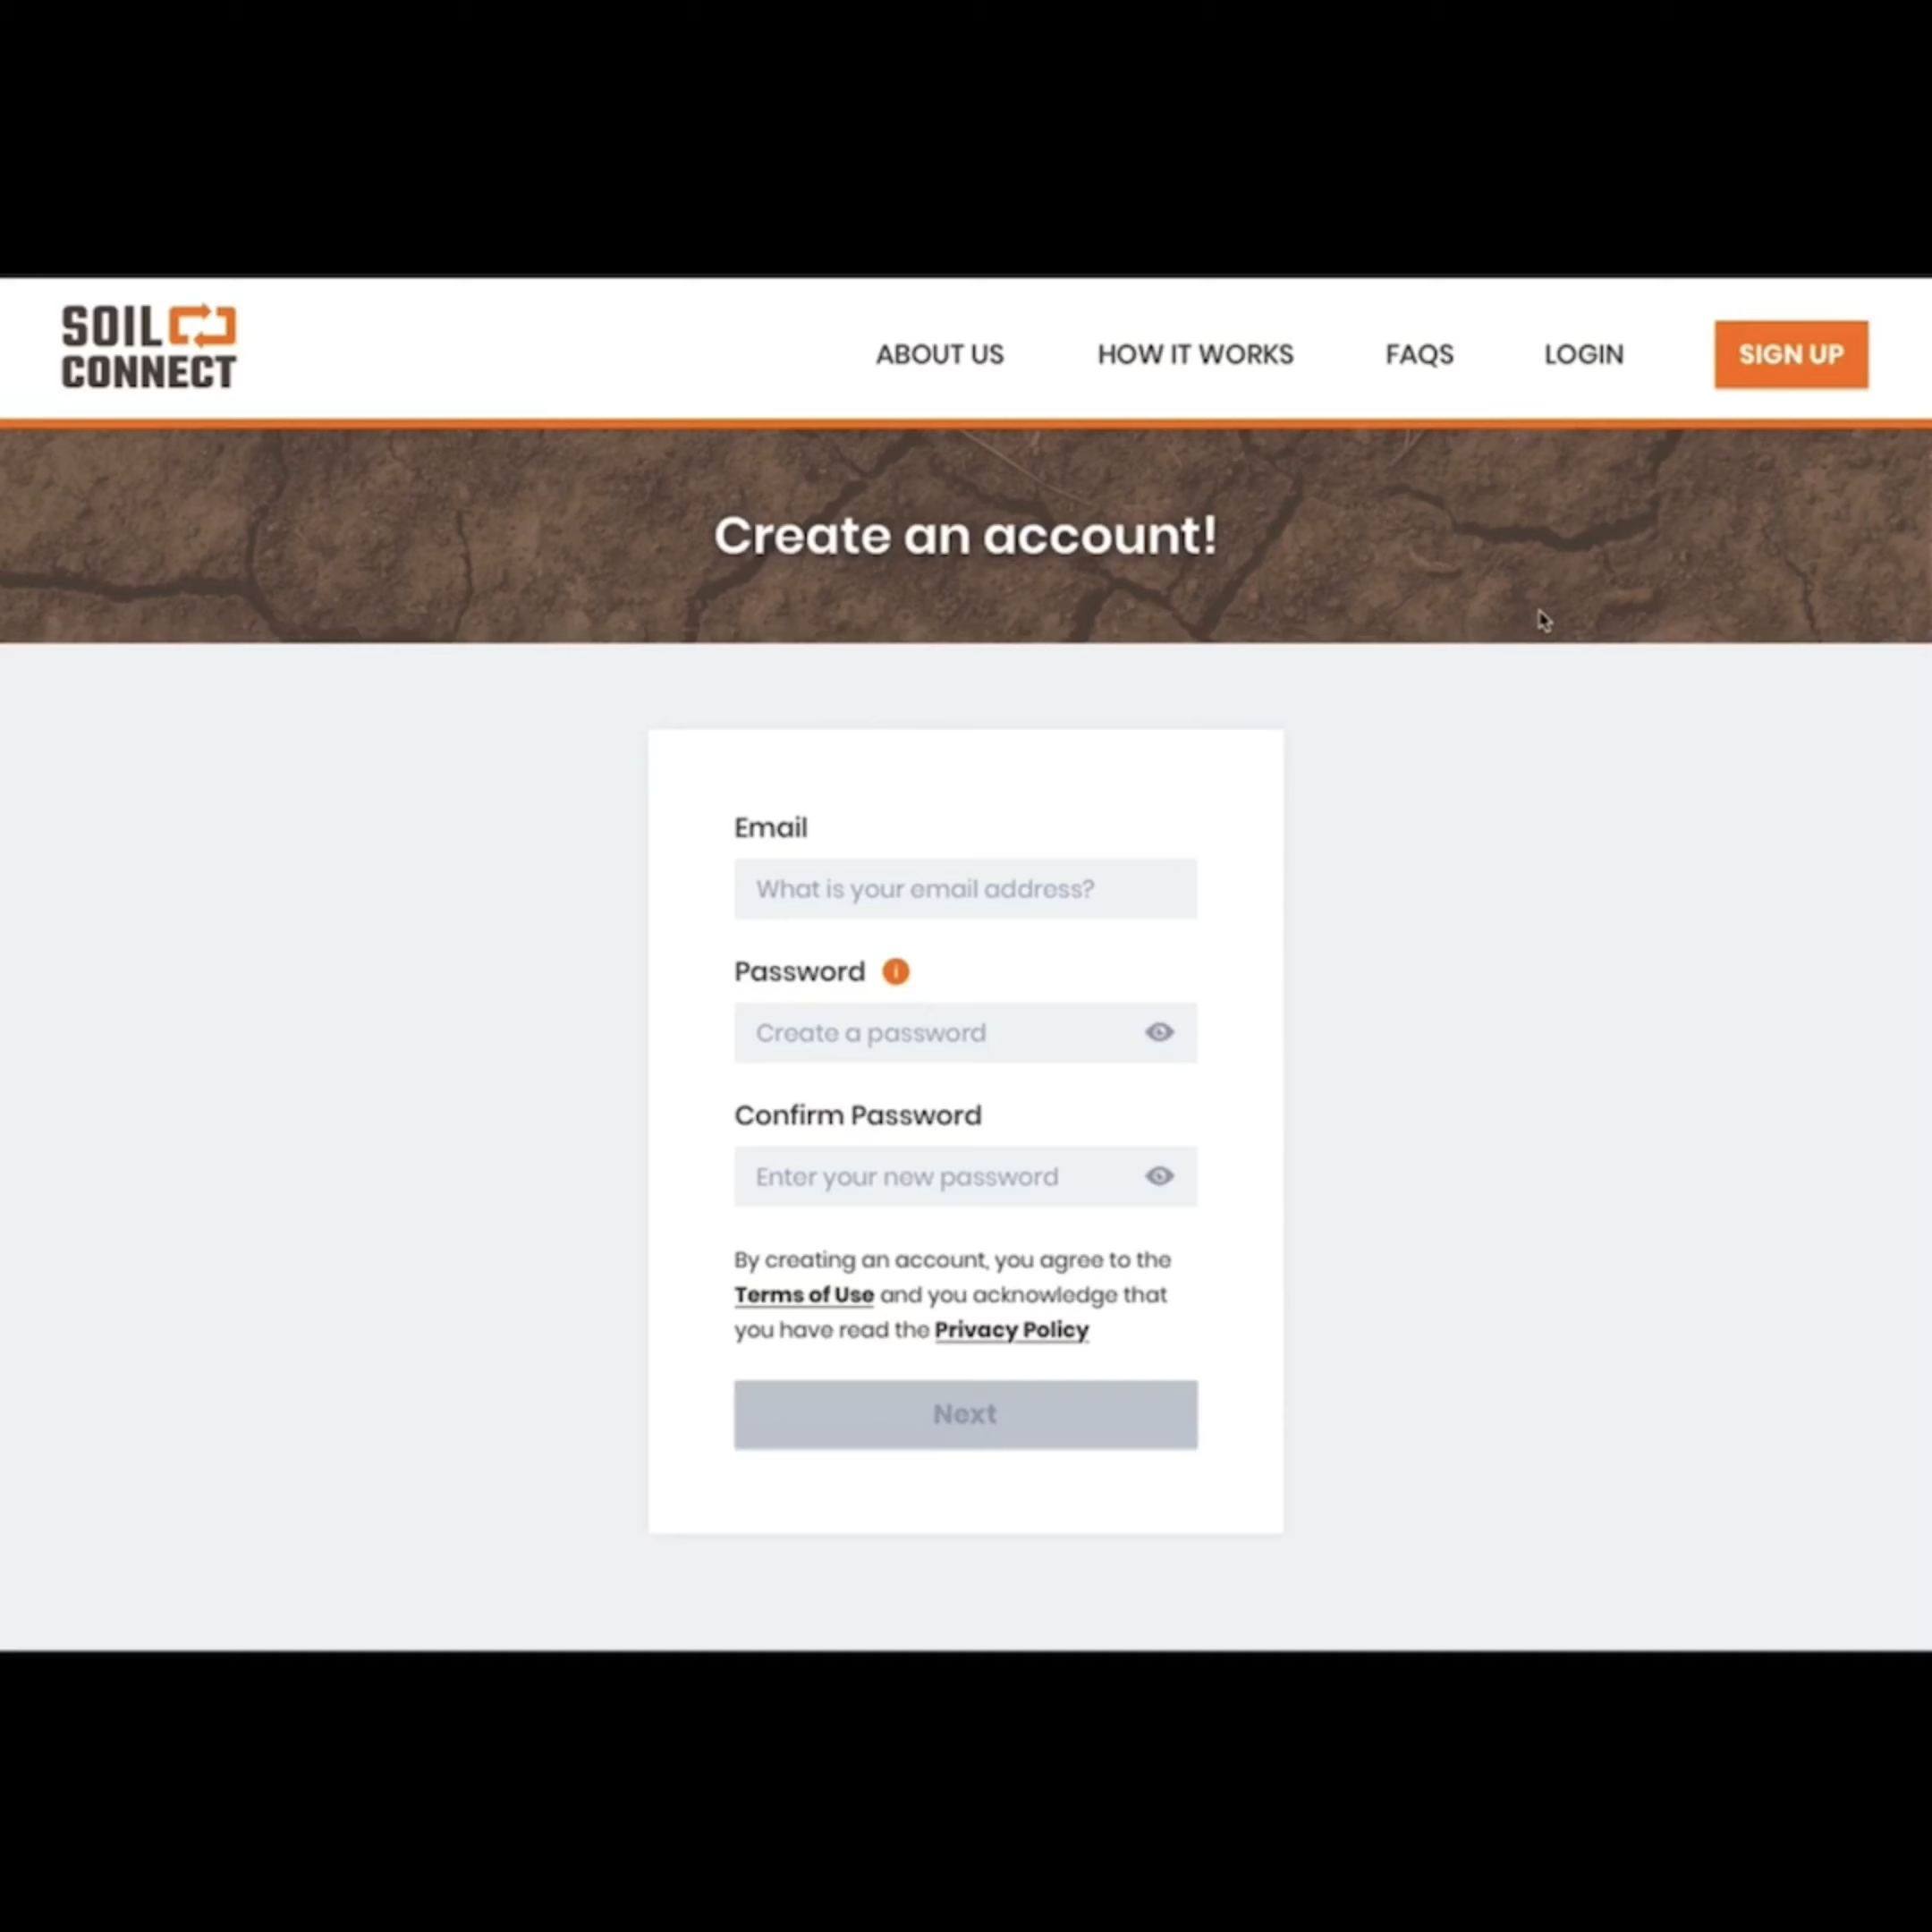 SOIL
CONNECT
ABOUT US
HOW IT WORKS
FAQS
LOGIN
SIGN UP
Create an account!
Email
What is your email address?
Password
Create a password
Confirm Password
Enter your new password
By creating an account, you agree to the
Terms of Use and you acknowledge that
you have read the Privacy Policy
Next